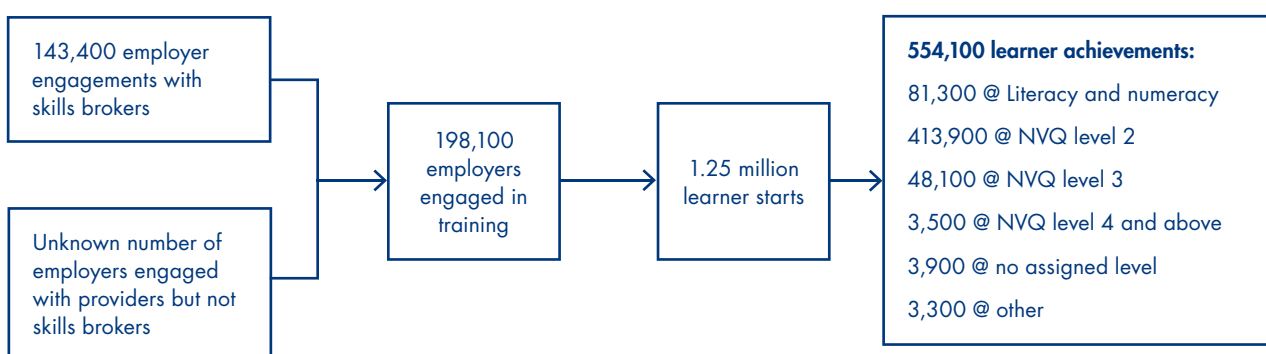 143,400 employer
engagements with
skills brokers
Unknown number of
employers engaged
with providers but not
skills brokers
198,100
employers
engaged in
training
1.25 million
learner starts
554,100 learner achievements:
81,300 @ Literacy and numeracy
413,900 @ NVQ level 2
48,100 @ NVQ level 3
3,500 @ NVQ level 4 and above
3,900 @ no assigned level
3,300 @ other